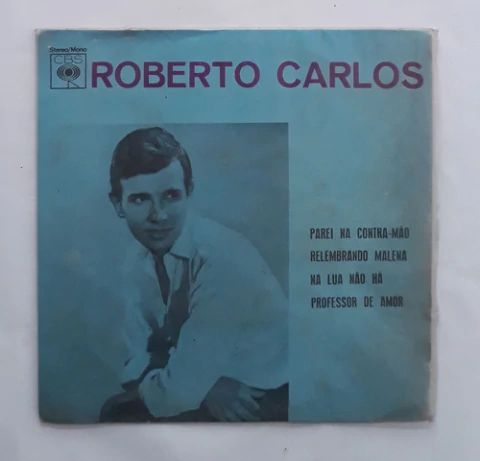 Stereo/Mono
CBS
ROBERTO CARLOS
PAREI NA CONTRA-MÃO
RELEMBRANDO MALENA
NA LUA NÃO HÁ
PROFESSOR DE AMOR